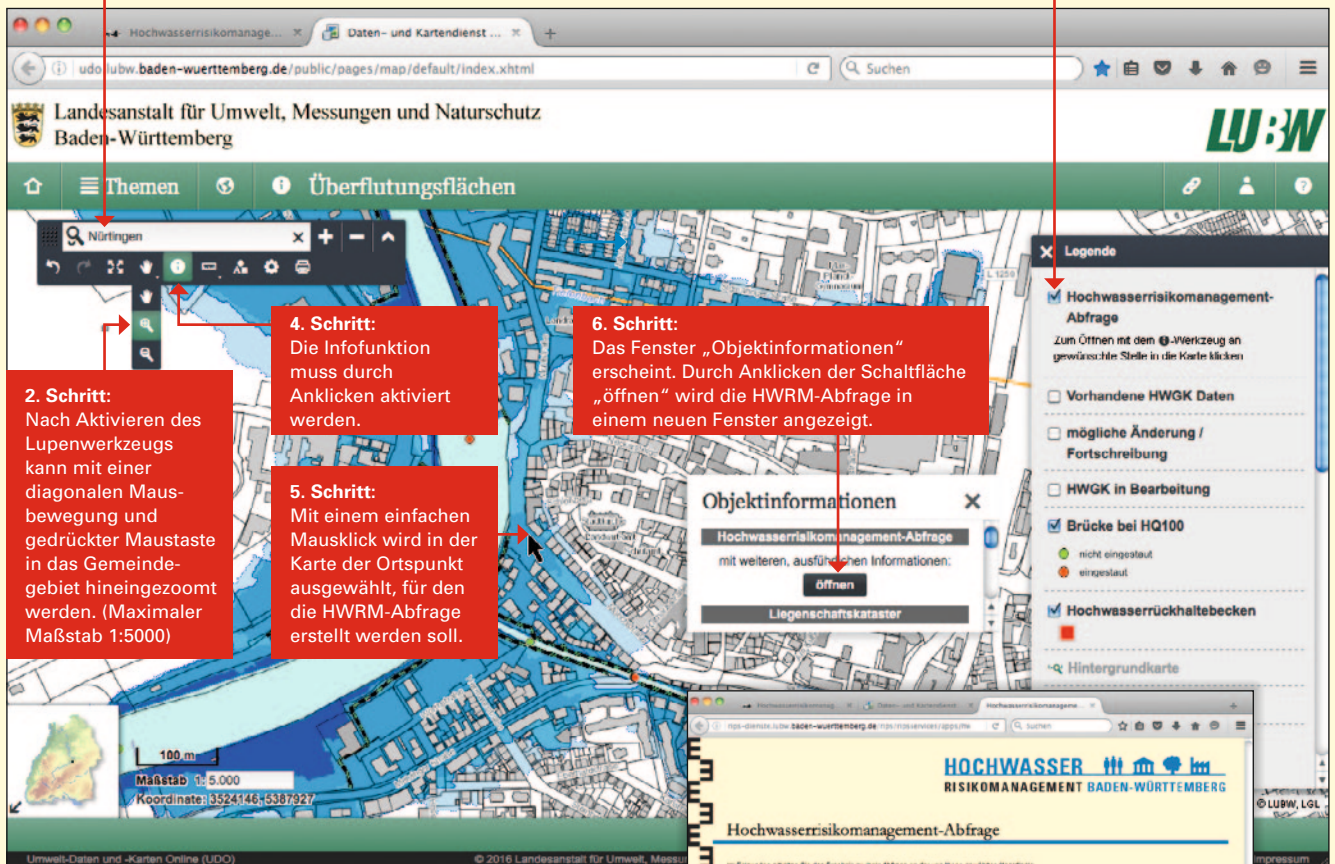 Hochwasserrisikomanage...
Daten- und Kartendienst ...
udo.lubw.baden-wuerttemberg.de/public/pages/map/default/index.xhtml
Suchen
Landesanstalt für Umwelt, Messungen und Naturschutz
Baden-Württemberg
LUBW
Themen
Überflutungsflächen
Nürtingen
L 1250
Legende
Hochwasserrisikomanagement-
Abfrage
Zum Öffnen mit dem -Werkzeug an
gewünschte Stelle in die Karte klicken
Vorhandene HWGK Daten
mögliche Änderung /
Fortschreibung
HWGK in Bearbeitung
Brücke bei HQ100
nicht eingestaut
eingestaut
Hochwasserrückhaltebecken
Hintergrundkarte
2. Schritt:
Nach Aktivieren des
Lupenwerkzeugs
kann mit einer
diagonalen Maus-
bewegung und
gedrückter Maustaste
in das Gemeinde-
gebiet hineingezoomt
werden. (Maximaler
Maßstab 1:5000)
4. Schritt:
Die Infofunktion
muss durch
Anklicken aktiviert
werden.
5. Schritt:
Mit einem einfachen
Mausklick wird in der
Karte der Ortspunkt
ausgewählt, für den
die HWRM-Abfrage
erstellt werden soll.
6. Schritt:
Das Fenster „Objektinformationen“
erscheint. Durch Anklicken der Schaltfläche
„öffnen“ wird die HWRM-Abfrage in
einem neuen Fenster angezeigt.
Objektinformationen
Hochwasserrisikomanagement-Abfrage
mit weiteren, ausführlichen Informationen:
öffnen
Liegenschaftskataster
100 m
Maßstab 1: 5.000
Koordinate: 3524146, 5387927
© LUBW, LGL
Umwelt-Daten und -Karten Online (UDO)
© 2016 Landesanstalt für Umwelt, Messu
Impressum
Daten- und Kartendienst
Hochwasserrisikomanageme...
Suchen
HOCHWASSER
RISIKOMANAGEMENT BADEN-WÜRTTEMBERG
Hochwasserrisikomanagement-Abfrage